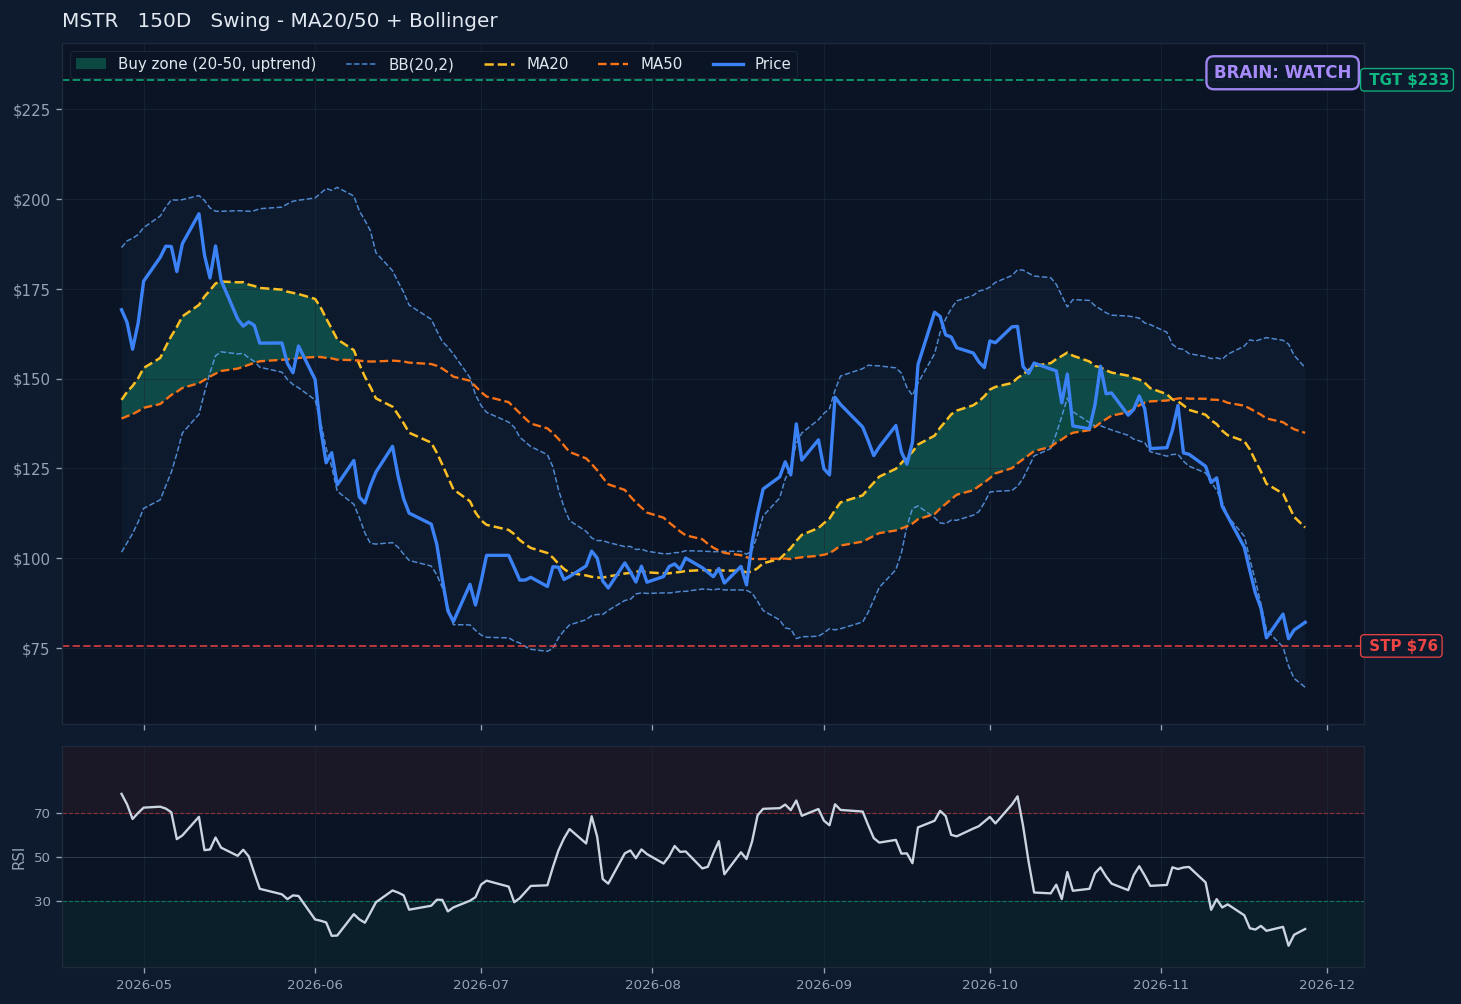 MSTR   150D   Swing - MA20/50 + Bollinger
Buy zone (20-50, uptrend)   BB(20,2)   MA20   MA50   Price
BRAIN: WATCH
TGT $233
$225
$200
$175
$150
$125
$100
$75
STP $76
RSI
70
50
30
2026-05   2026-06   2026-07   2026-08   2026-09   2026-10   2026-11   2026-12